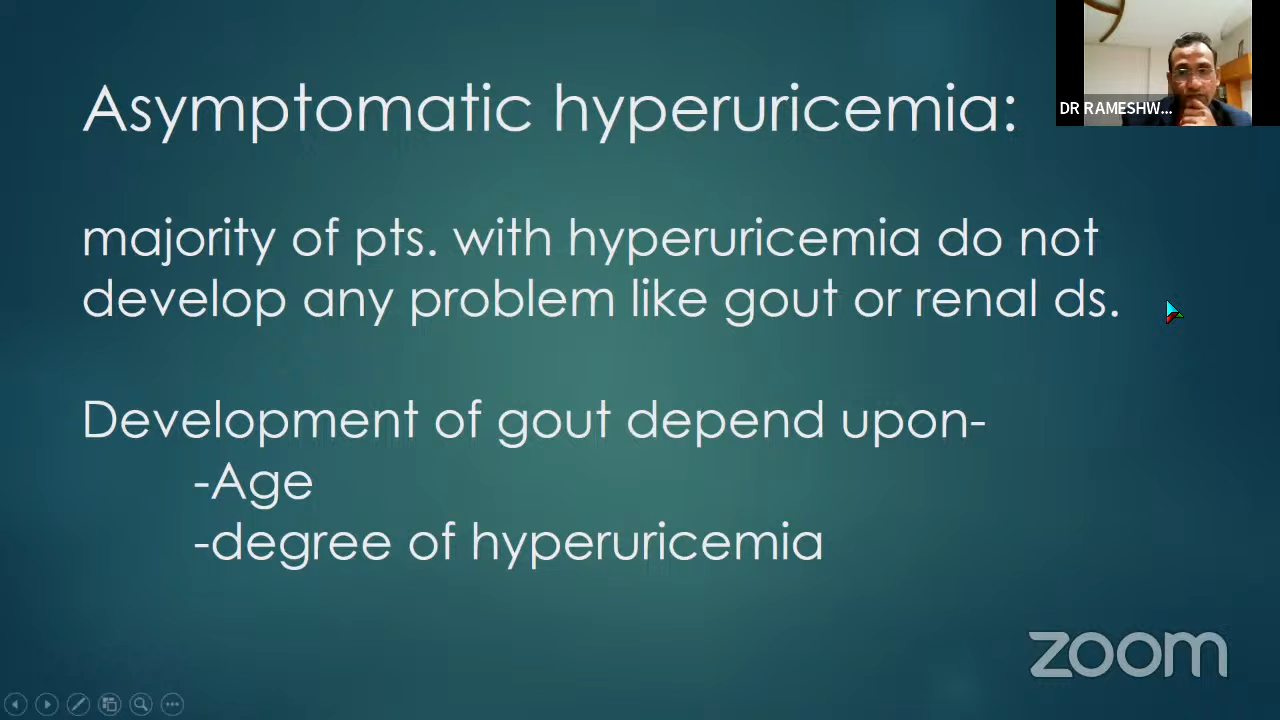 Asymptomatic hyperuricemia:
DR RAMESHW...
majority of pts. with hyperuricemia do not
develop any problem like gout or renal ds.
Development of gout depend upon-
-Age
-degree of hyperuricemia
zoom